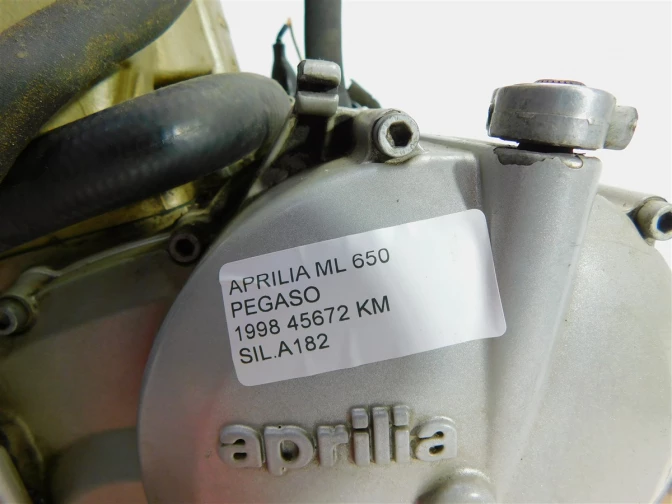 APRILIA ML 650
PEGASO
1998 45672 KM
SIL.A182
aprilia